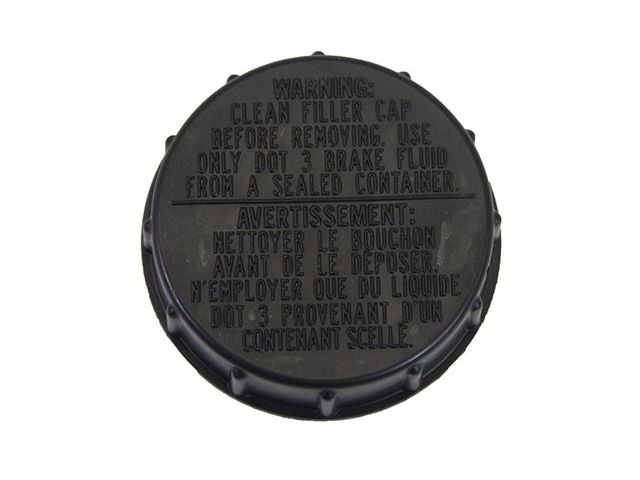 WARNING:
CLEAN FILLER CAP
BEFORE REMOVING. USE
ONLY DOT 3 BRAKE FLUID
FROM A SEALED CONTAINER.
AVERTISSEMENT:
NETTOYER LE BOUCHON
AVANT DE LE DÉPOSER.
N'EMPLOYER QUE DU LIQUIDE
DOT 3 PROVENANT D'UN
CONTENANT SCELLÉ.